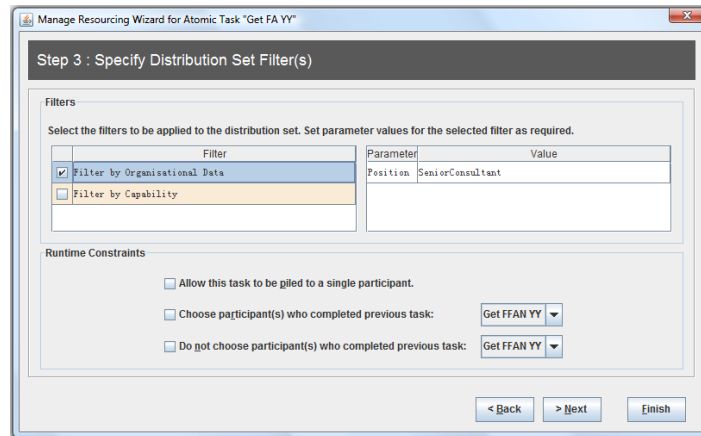 Manage Resourcing Wizard for Atomic Task "Get FA YY"
Step 3 : Specify Distribution Set Filter(s)
Filters
Select the filters to be applied to the distribution set. Set parameter values for the selected filter as required.
Filter
Parameter Value
Filter by Organisational Data
Position SeniorConsultant
Filter by Capability
Runtime Constraints
Allow this task to be piled to a single participant.
Choose participant(s) who completed previous task: Get FFAN YY
Do not choose participant(s) who completed previous task: Get FFAN YY
< Back > Next Finish